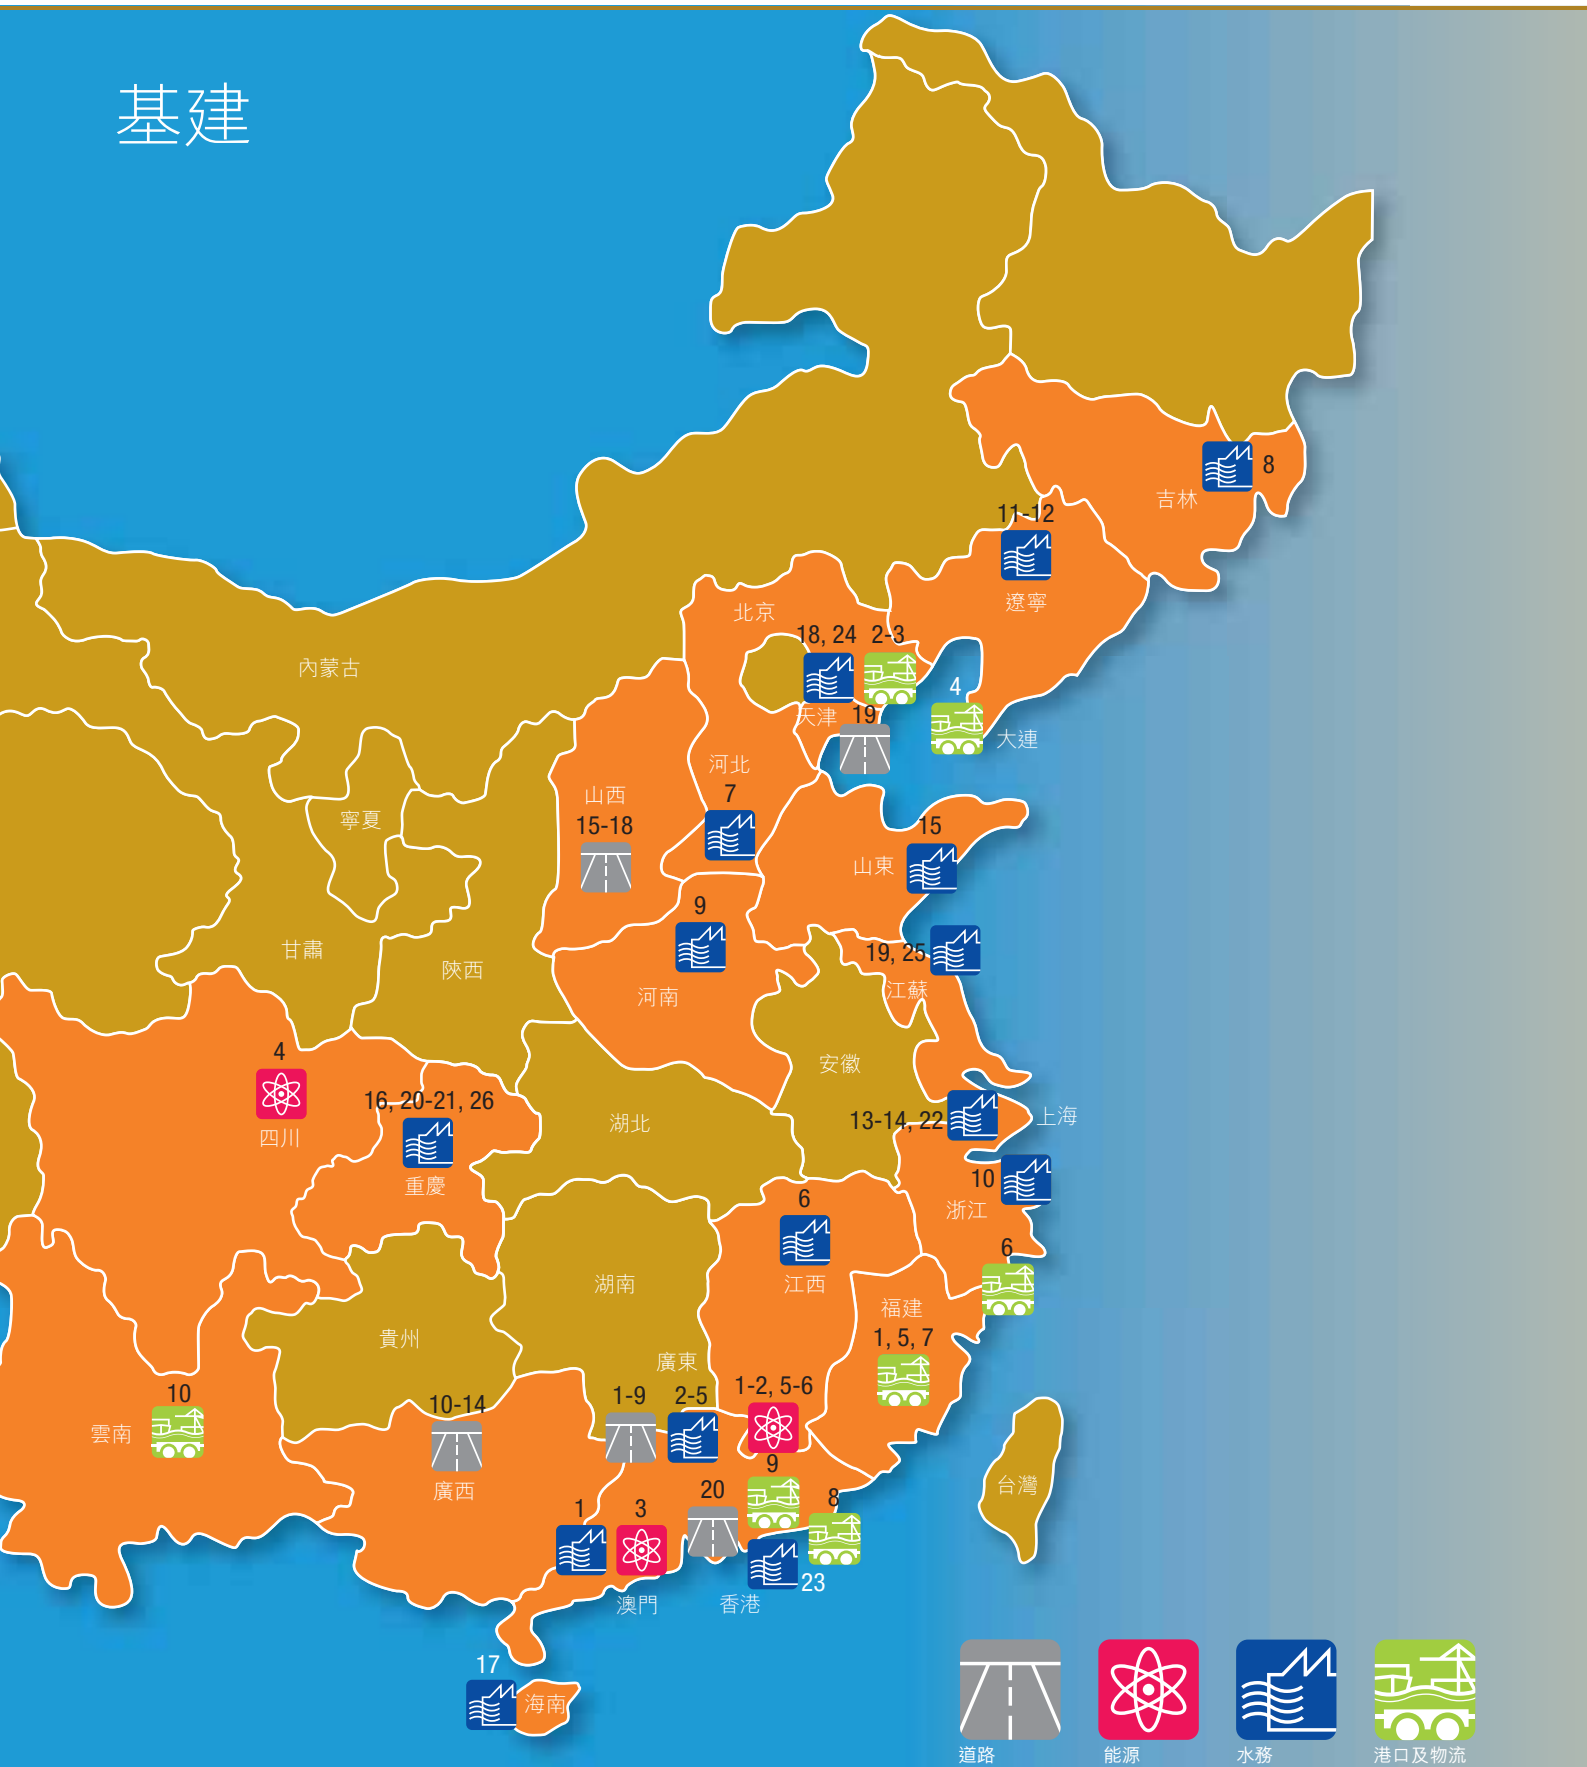 基建
8
吉林
11-12
遼寧
北京
18, 24
2-3
4
內蒙古
天津
19
大連
河北
7
山西
15-18
寧夏
15
山東
9
甘肅
陝西
19, 25
江蘇
河南
4
安徽
四川
16, 20-21, 26
重慶
湖北
13-14, 22
上海
10
浙江
6
江西
6
湖南
福建
1, 5, 7
貴州
廣東
10
雲南
10-14
廣西
1-9
2-5
1-2, 5-6
9
台灣
1
3
20
8
23
澳門
香港
17
海南
道路
能源
水務
港口及物流